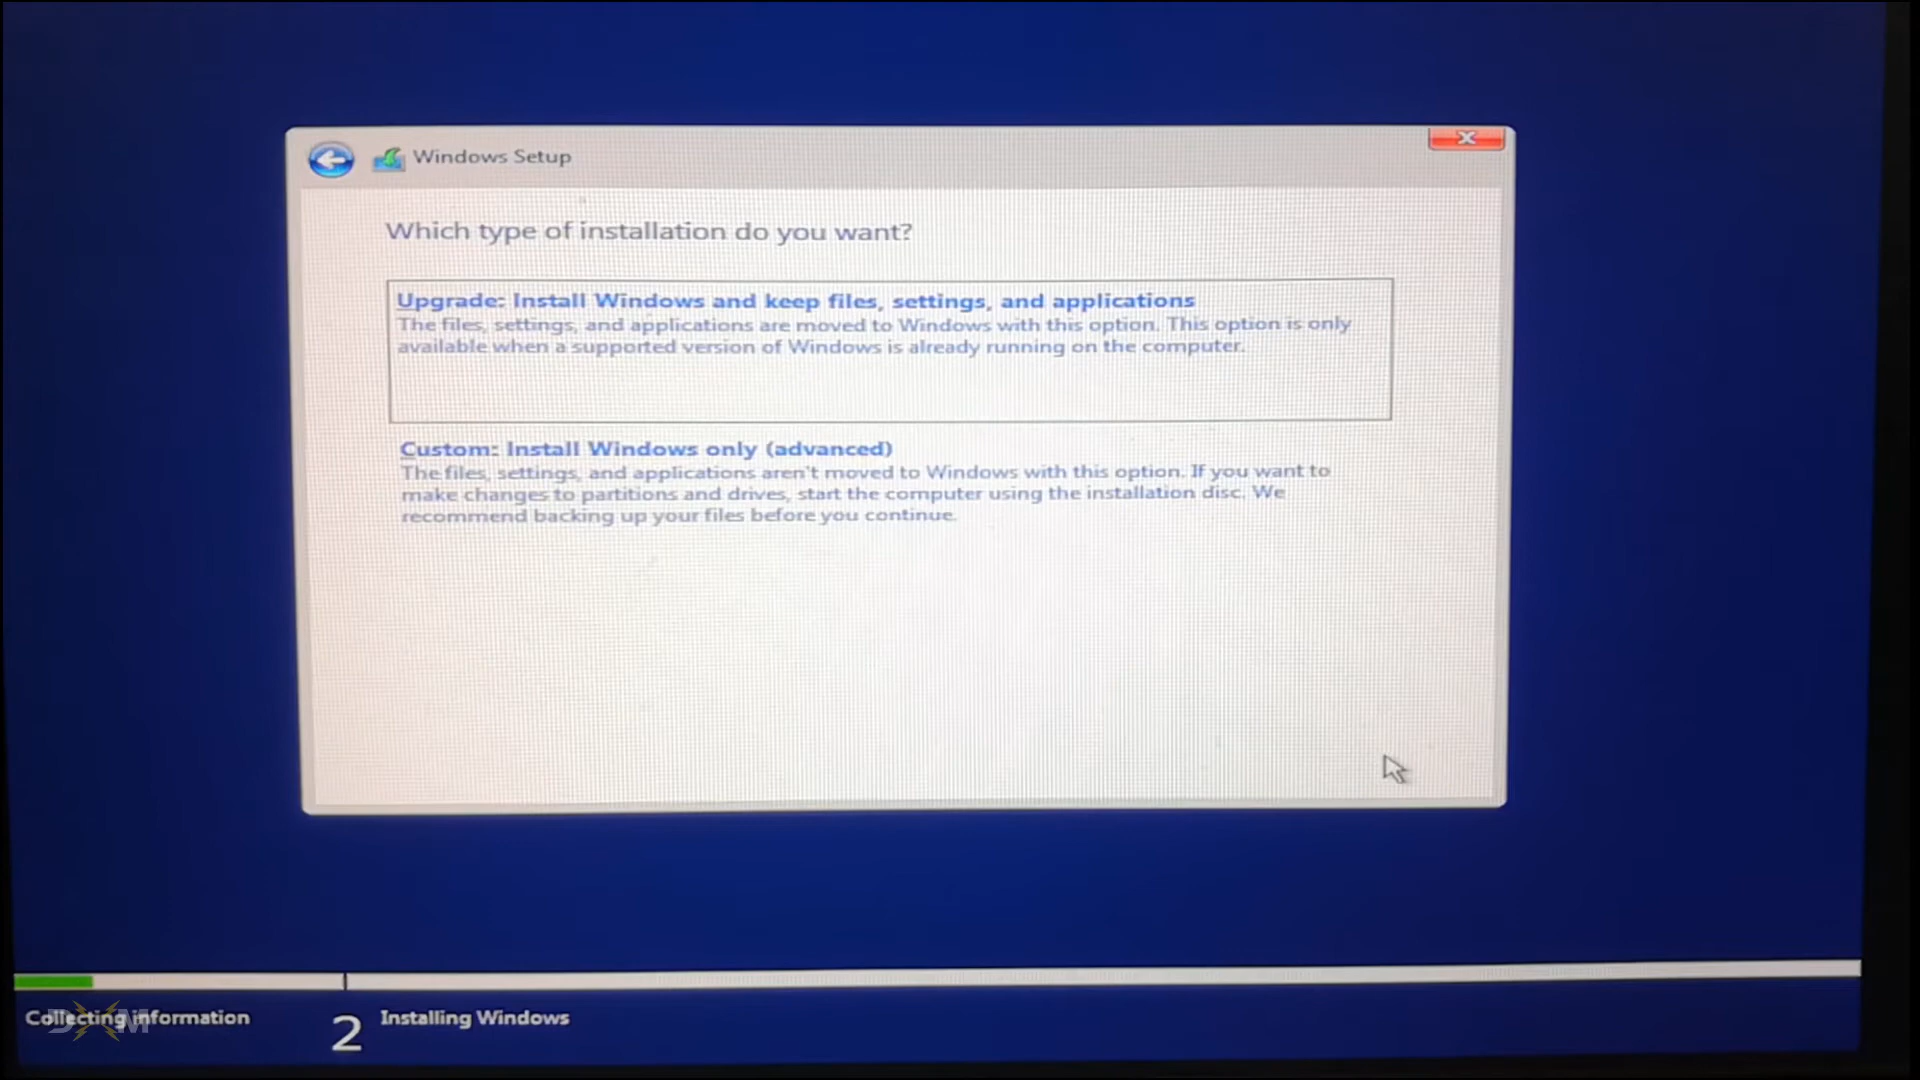 Windows Setup
Which type of installation do you want?
Upgrade: Install Windows and keep files, settings, and applications
The files, settings, and applications are moved to Windows with this option. This option is only
available when a supported version of Windows is already running on the computer.
Custom: Install Windows only (advanced)
The files, settings, and applications aren't moved to Windows with this option. If you want to
make changes to partitions and drives, start the computer using the installation disc. We
recommend backing up your files before you continue.
Collecting information
2 Installing Windows